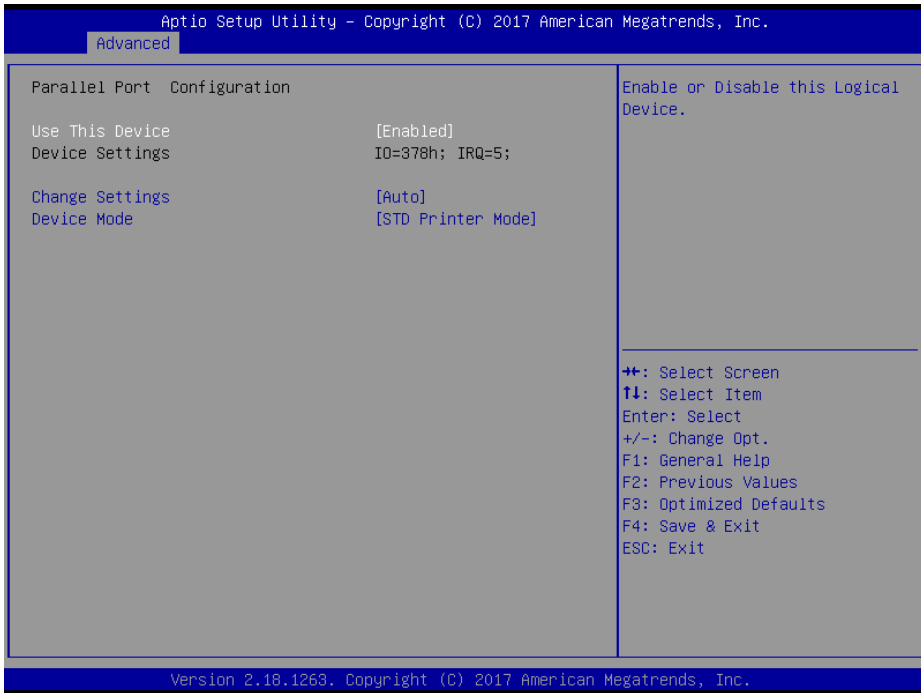 Aptio Setup Utility – Copyright (C) 2017 American Megatrends, Inc.
Advanced
Parallel Port Configuration
Use This Device [Enabled]
Device Settings IO=378h; IRQ=5;
Change Settings [Auto]
Device Mode [STD Printer Mode]
Enable or Disable this Logical
Device.
→←: Select Screen
↑↓: Select Item
Enter: Select
+/-: Change Opt.
F1: General Help
F2: Previous Values
F3: Optimized Defaults
F4: Save & Exit
ESC: Exit
Version 2.18.1263. Copyright (C) 2017 American Megatrends, Inc.